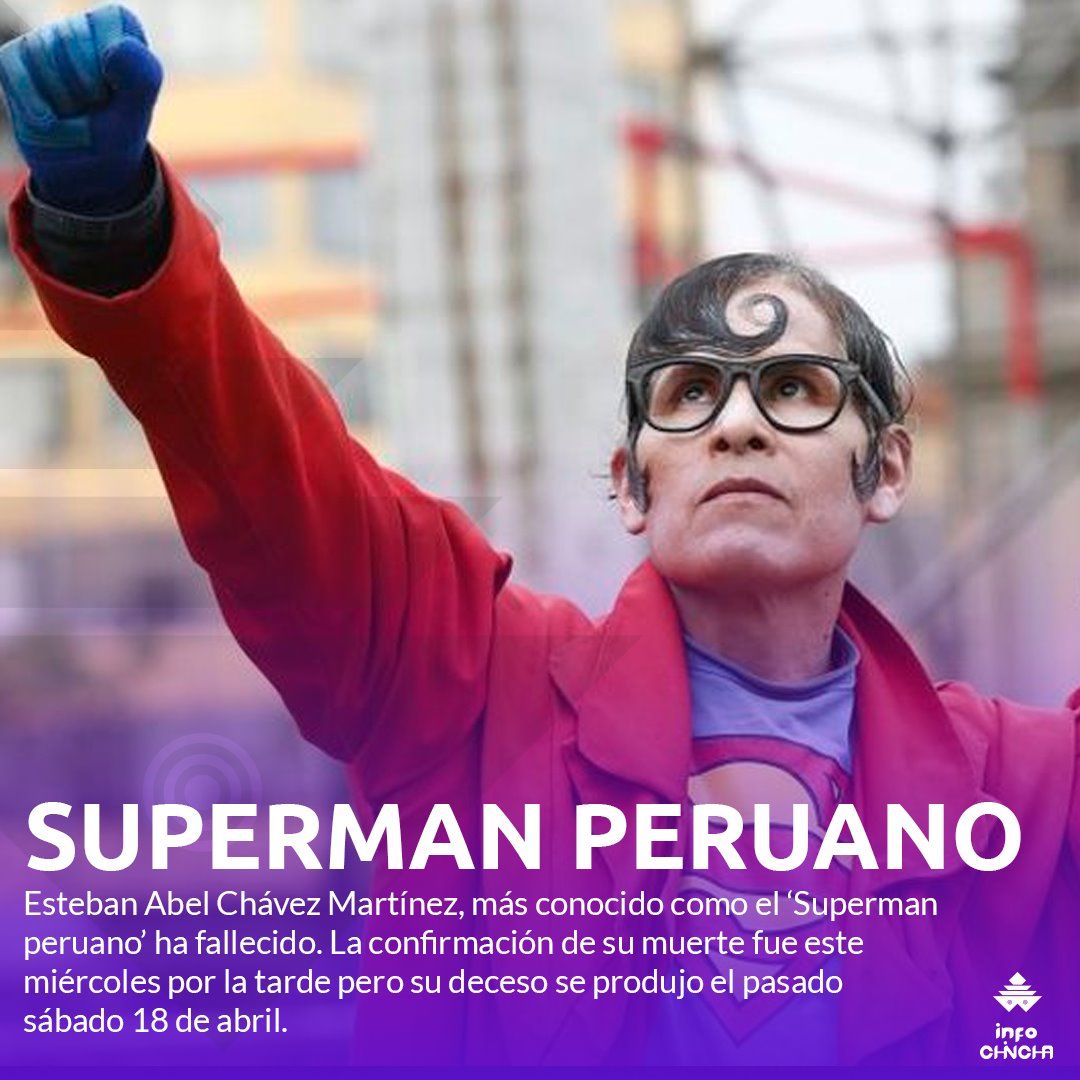 SUPERMAN PERUANO
Esteban Abel Chávez Martínez, más conocido como el ‘Superman
peruano’ ha fallecido. La confirmación de su muerte fue este
miércoles por la tarde pero su deceso se produjo el pasado
sábado 18 de abril.
info
CHNCHA